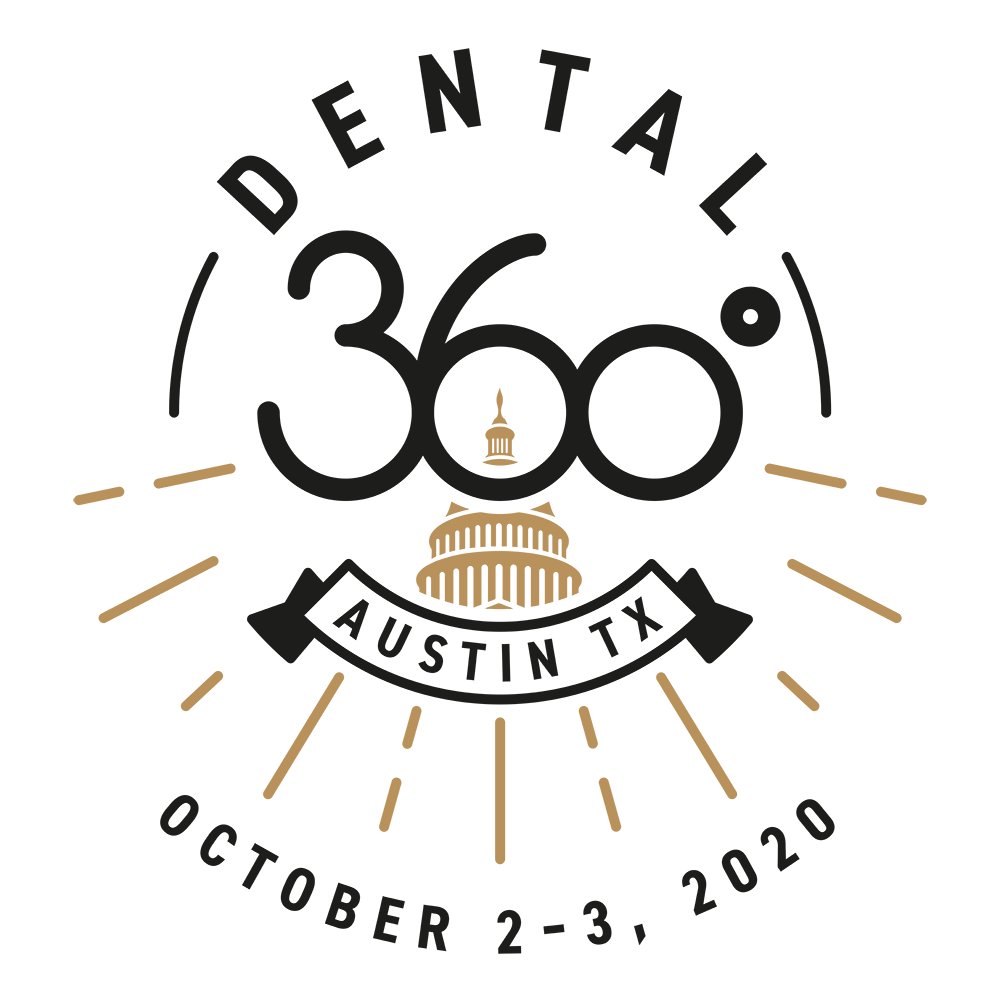 DENTAL
360°
AUSTIN TX
OCTOBER 2-3, 2020